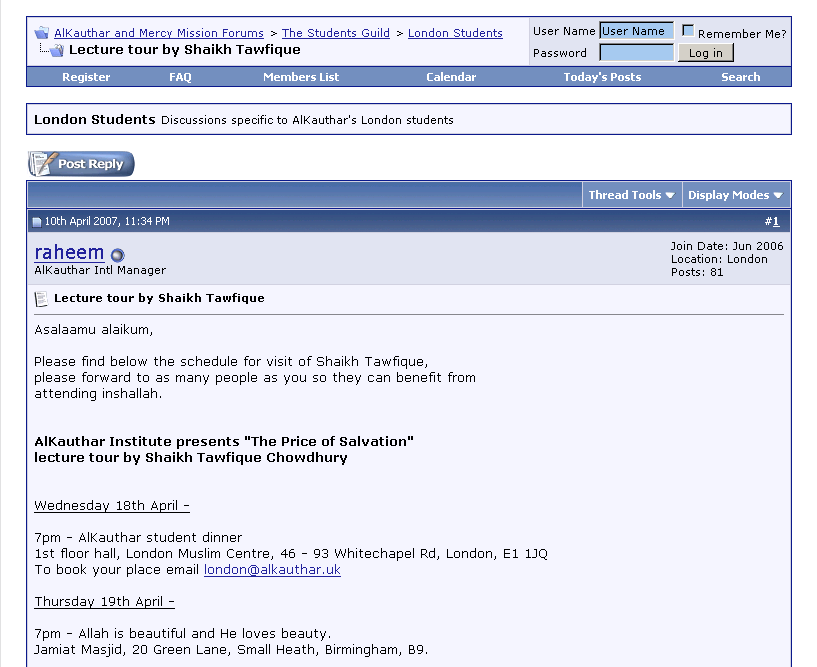 AlKauthar and Mercy Mission Forums > The Students Guild > London Students
Lecture tour by Shaikh Tawfique
User Name User Name Remember Me?
Password Log in
Register FAQ Members List Calendar Today's Posts Search
London Students Discussions specific to AlKauthar's London students
Post Reply
Thread Tools Display Modes
10th April 2007, 11:34 PM #1
raheem
AlKauthar Intl Manager
Join Date: Jun 2006
Location: London
Posts: 81
Lecture tour by Shaikh Tawfique
Asalaamu alaikum,
Please find below the schedule for visit of Shaikh Tawfique,
please forward to as many people as you so they can benefit from
attending inshallah.
AlKauthar Institute presents "The Price of Salvation"
lecture tour by Shaikh Tawfique Chowdhury
Wednesday 18th April -
7pm - AlKauthar student dinner
1st floor hall, London Muslim Centre, 46 - 93 Whitechapel Rd, London, E1 1JQ
To book your place email london@alkauthar.uk
Thursday 19th April -
7pm - Allah is beautiful and He loves beauty.
Jamiat Masjid, 20 Green Lane, Small Heath, Birmingham, B9.